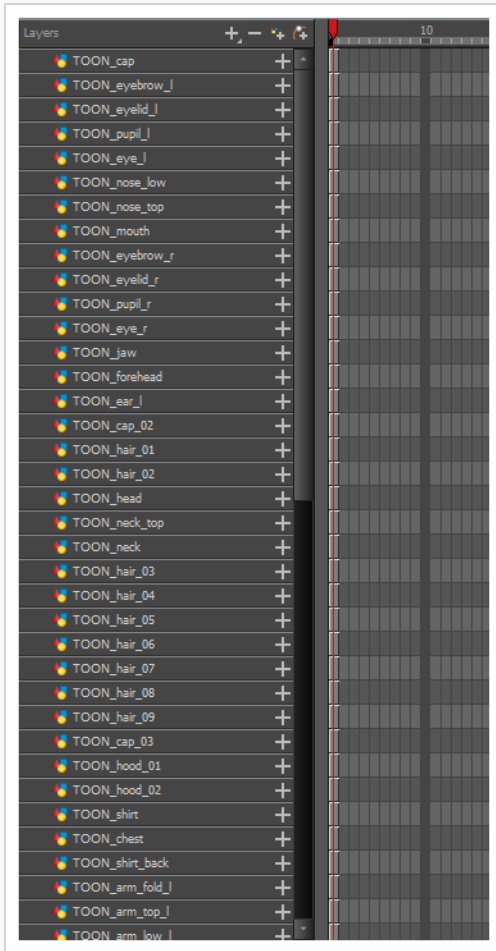 Layers
10
TOON_cap
TOON_eyebrow_l
TOON_eyelid_l
TOON_pupil_l
TOON_eye_l
TOON_nose_low
TOON_nose_top
TOON_mouth
TOON_eyebrow_r
TOON_eyelid_r
TOON_pupil_r
TOON_eye_r
TOON_jaw
TOON_forehead
TOON_ear_l
TOON_cap_02
TOON_hair_01
TOON_hair_02
TOON_head
TOON_neck_top
TOON_neck
TOON_hair_03
TOON_hair_04
TOON_hair_05
TOON_hair_06
TOON_hair_07
TOON_hair_08
TOON_hair_09
TOON_cap_03
TOON_hood_01
TOON_hood_02
TOON_shirt
TOON_chest
TOON_shirt_back
TOON_arm_fold_l
TOON_arm_top_l
TOON_arm_low_l